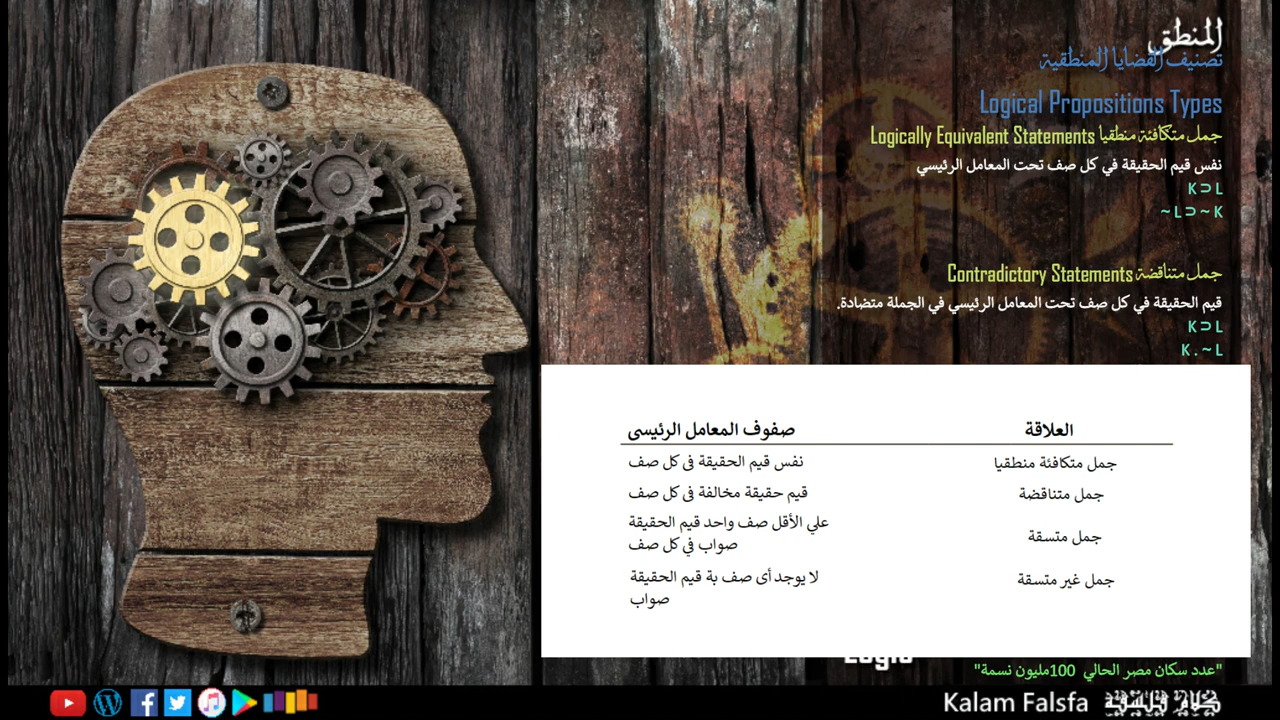 المنطق
تصنيف القضايا المنطقية
Logical Propositions Types
جمل متكافئة منطقيا Logically Equivalent Statements
نفس قيم الحقيقة في كل صف تحت المعامل الرئيسي
K ⊃ L
~ L ⊃ ~ K
جمل متناقضة Contradictory Statements
قيم الحقيقة في كل صف تحت المعامل الرئيسي في الجملة متضادة.
K ⊃ L
K . ~ L
العلاقة صفوف المعامل الرئيسى
جمل متكافئة منطقيا نفس قيم الحقيقة فى كل صف
جمل متناقضة قيم حقيقة مخالفة فى كل صف
جمل متسقة علي الأقل صف واحد قيم الحقيقة
صواب في كل صف
جمل غير متسقة لا يوجد أى صف بة قيم الحقيقة
صواب
"عدد سكان مصر الحالي 100مليون نسمة"
Kalam Falsfa كلام فلسفة